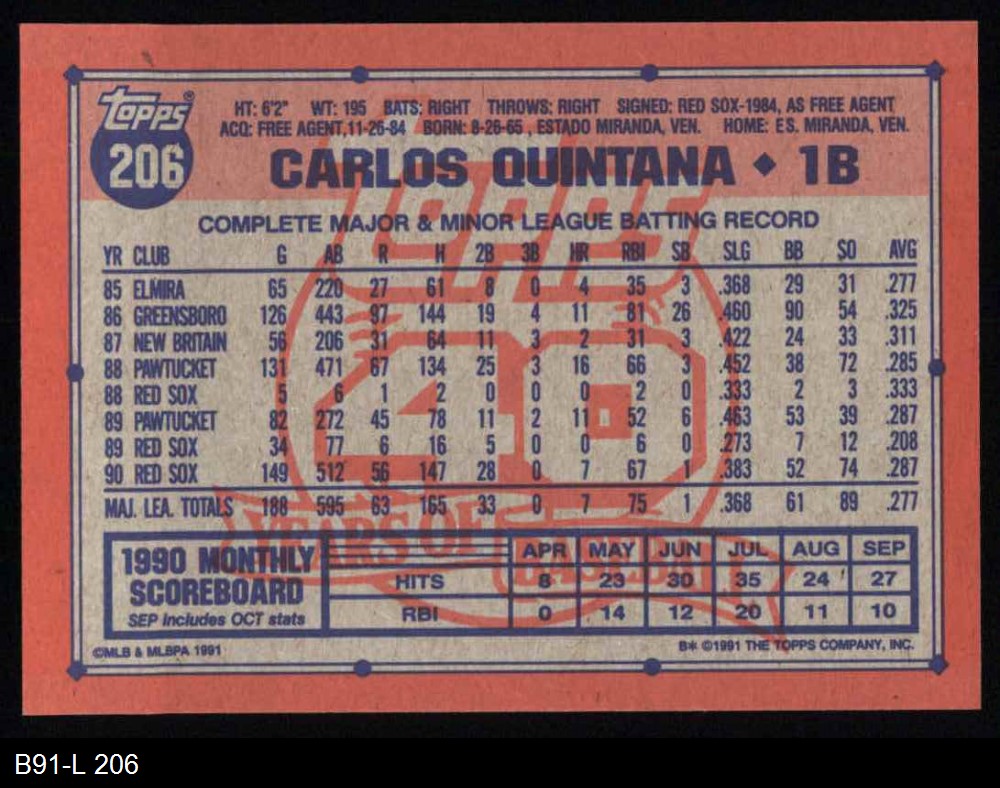 Topps®
206
HT: 6'2" WT: 195 BATS: RIGHT THROWS: RIGHT SIGNED: RED SOX-1984, AS FREE AGENT
ACQ: FREE AGENT,11-26-84 BORN: 8-26-65 , ESTADO MIRANDA, VEN. HOME: ES. MIRANDA, VEN.
CARLOS QUINTANA ◆ 1B
COMPLETE MAJOR & MINOR LEAGUE BATTING RECORD
YR CLUB G AB R H 2B 3B HR RBI SB SLG BB SO AVG
85 ELMIRA 65 220 27 61 8 0 4 35 3 .368 29 31 .277
86 GREENSBORO 126 443 97 144 19 4 11 81 26 .460 90 54 .325
87 NEW BRITAIN 56 206 31 64 11 3 2 31 3 .422 24 33 .311
88 PAWTUCKET 131 471 67 134 25 3 16 66 3 .452 38 72 .285
88 RED SOX 5 6 1 2 0 0 0 2 0 .333 2 3 .333
89 PAWTUCKET 82 272 45 78 11 2 11 52 6 .463 53 39 .287
89 RED SOX 34 77 6 16 5 0 0 6 0 .273 7 12 .208
90 RED SOX 149 512 56 147 28 0 7 67 1 .383 52 74 .287
MAJ. LEA. TOTALS 188 595 63 165 33 0 7 75 1 .368 61 89 .277
Topps
40
YEARS OF
BASEBALL
1990 MONTHLY
SCOREBOARD
SEP includes OCT stats
APR MAY JUN JUL AUG SEP
HITS 8 23 30 35 24 27
RBI 0 14 12 20 11 10
©MLB & MLBPA 1991
B* ©1991 THE TOPPS COMPANY, INC.
B91-L 206